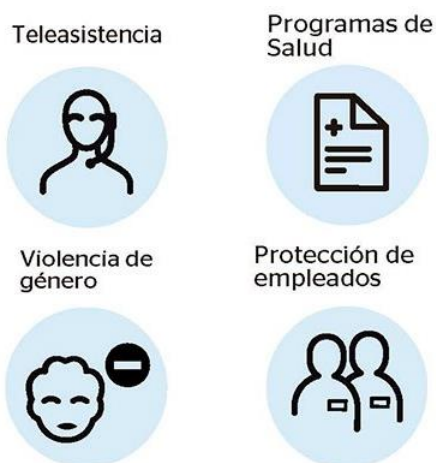 Teleasistencia
Programas de
Salud
Violencia de
género
Protección de
empleados